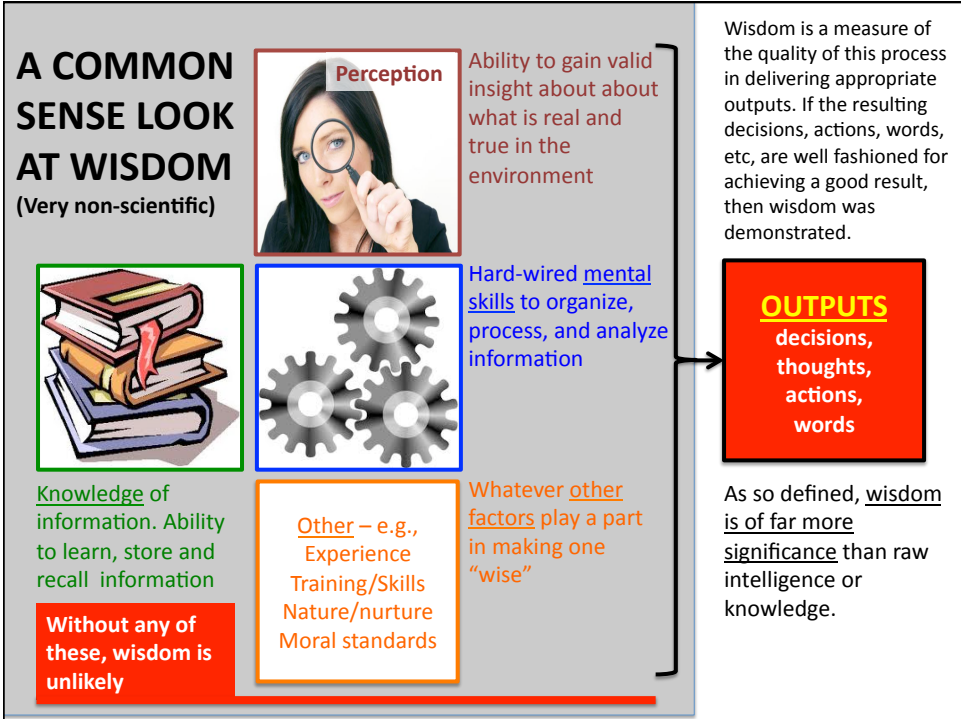 A COMMON
SENSE LOOK
AT WISDOM
(Very non-scientific)
Perception
Ability to gain valid
insight about about
what is real and
true in the
environment
Hard-wired mental
skills to organize,
process, and analyze
information
Knowledge of
information. Ability
to learn, store and
recall information
Without any of
these, wisdom is
unlikely
Other – e.g.,
Experience
Training/Skills
Nature/nurture
Moral standards
Whatever other
factors play a part
in making one
“wise”
Wisdom is a measure of
the quality of this process
in delivering appropriate
outputs. If the resulting
decisions, actions, words,
etc, are well fashioned for
achieving a good result,
then wisdom was
demonstrated.
OUTPUTS
decisions,
thoughts,
actions,
words
As so defined, wisdom
is of far more
significance than raw
intelligence or
knowledge.